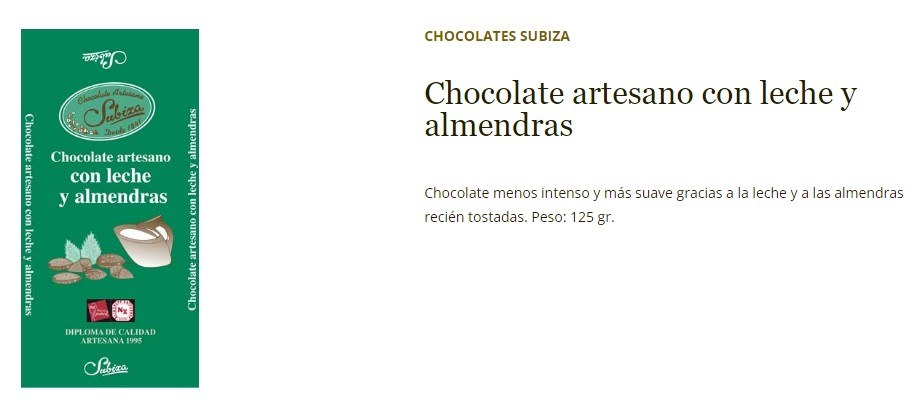 Subiza
Chocolate Artesano
Subiza
Desde 1841
Chocolate artesano
con leche
y almendras
Chocolate artesano con leche y almendras
Chocolate artesano con leche y almendras
DIPLOMA DE CALIDAD
ARTESANA 1995
Subiza
CHOCOLATES SUBIZA
Chocolate artesano con leche y
almendras
Chocolate menos intenso y más suave gracias a la leche y a las almendras
recién tostadas. Peso: 125 gr.